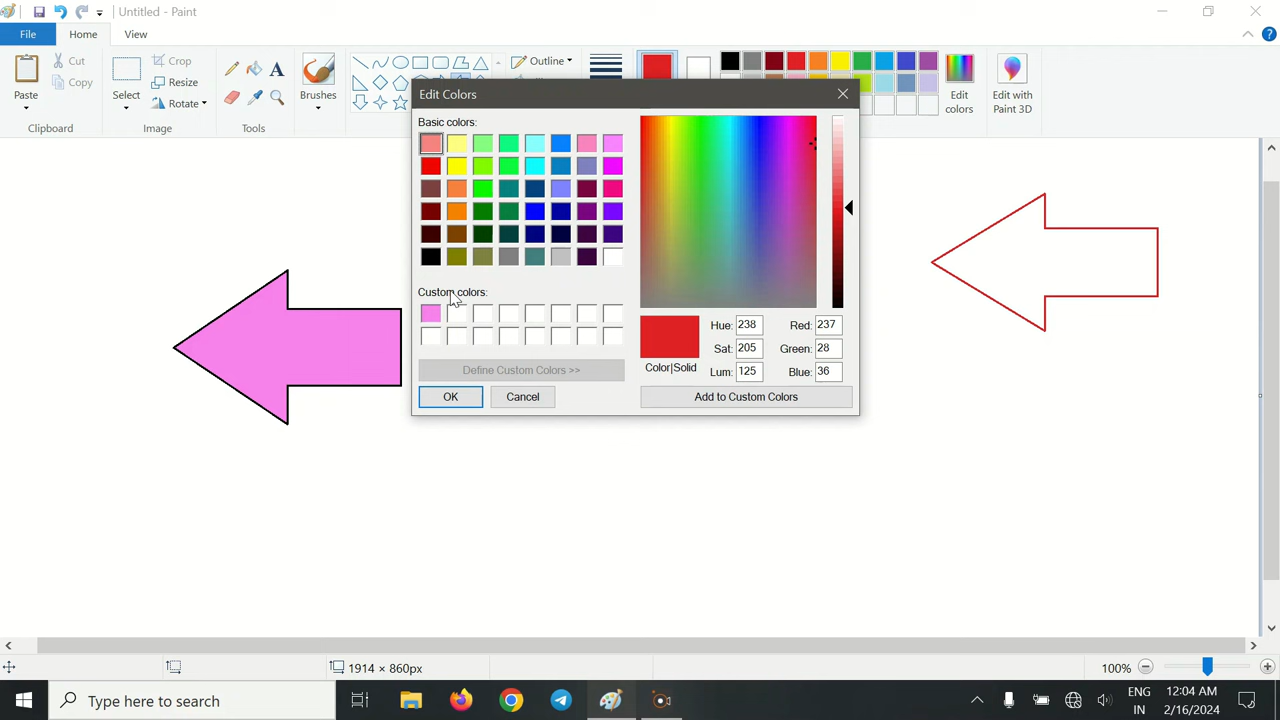 Untitled - Paint
File
Home
View
Paste
Cut
Copy
Clipboard
Select
Crop
Resize
Rotate
Image
Tools
Brushes
Outline
Edit
colors
Edit with
Paint 3D
Edit Colors
Basic colors:
Custom colors:
Define Custom Colors >>
OK
Cancel
Color|Solid
Hue: 238
Sat: 205
Lum: 125
Red: 237
Green: 28
Blue: 36
Add to Custom Colors
1914 × 860px
100%
Type here to search
ENG
IN
12:04 AM
2/16/2024